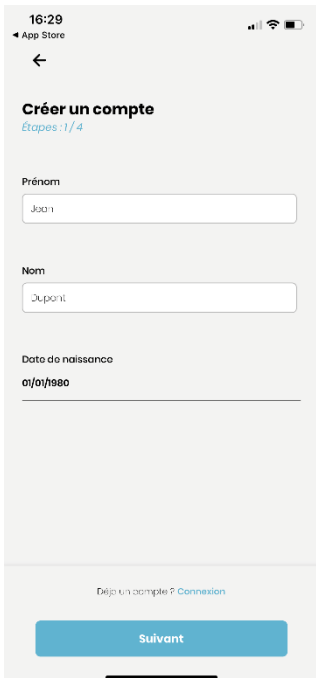 16:29
◀ App Store
Créer un compte
Étapes : 1 / 4
Prénom
Jean
Nom
Dupont
Date de naissance
01/01/1980
Déjà un compte ? Connexion
Suivant